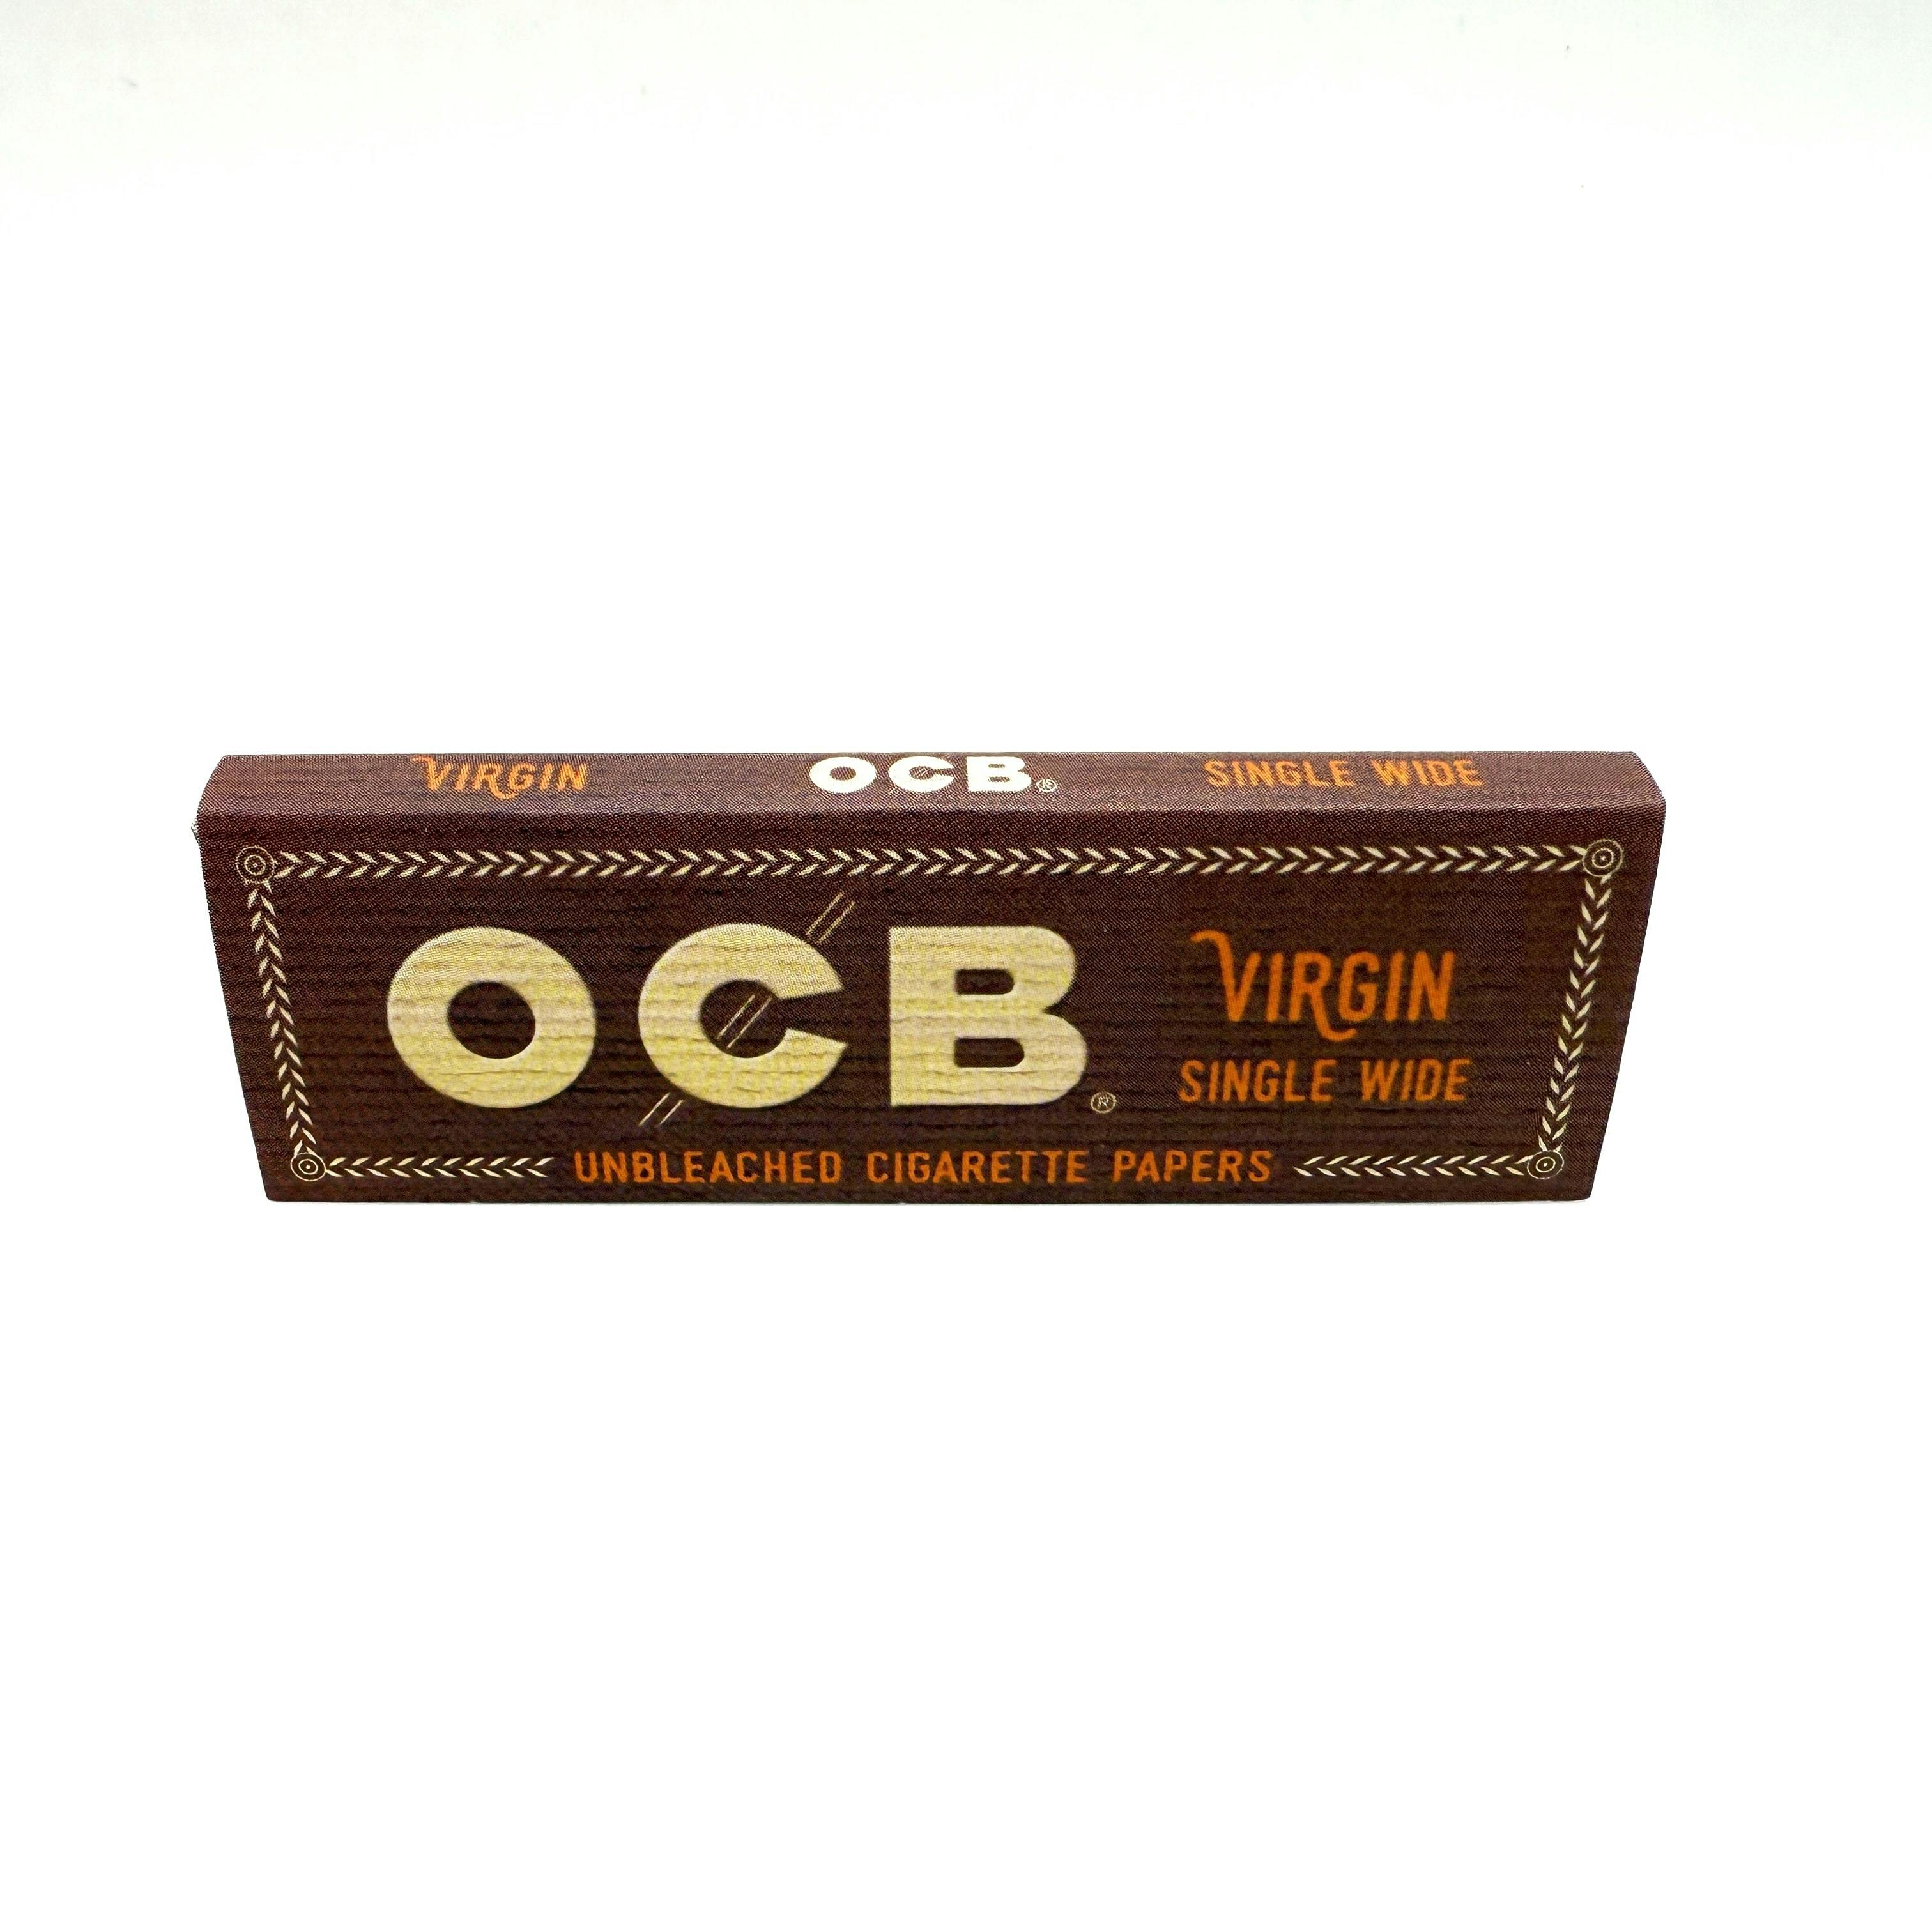 VIRGIN OCB® SINGLE WIDE
OCB® VIRGIN
SINGLE WIDE
UNBLEACHED CIGARETTE PAPERS